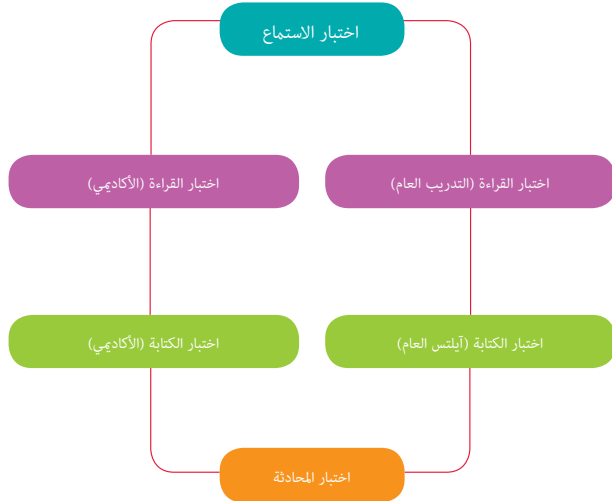 اختبار الاستماع
اختبار القراءة (التدريب العام)
اختبار القراءة (الأكاديمي)
اختبار الكتابة (آيلتس العام)
اختبار الكتابة (الأكاديمي)
اختبار المحادثة